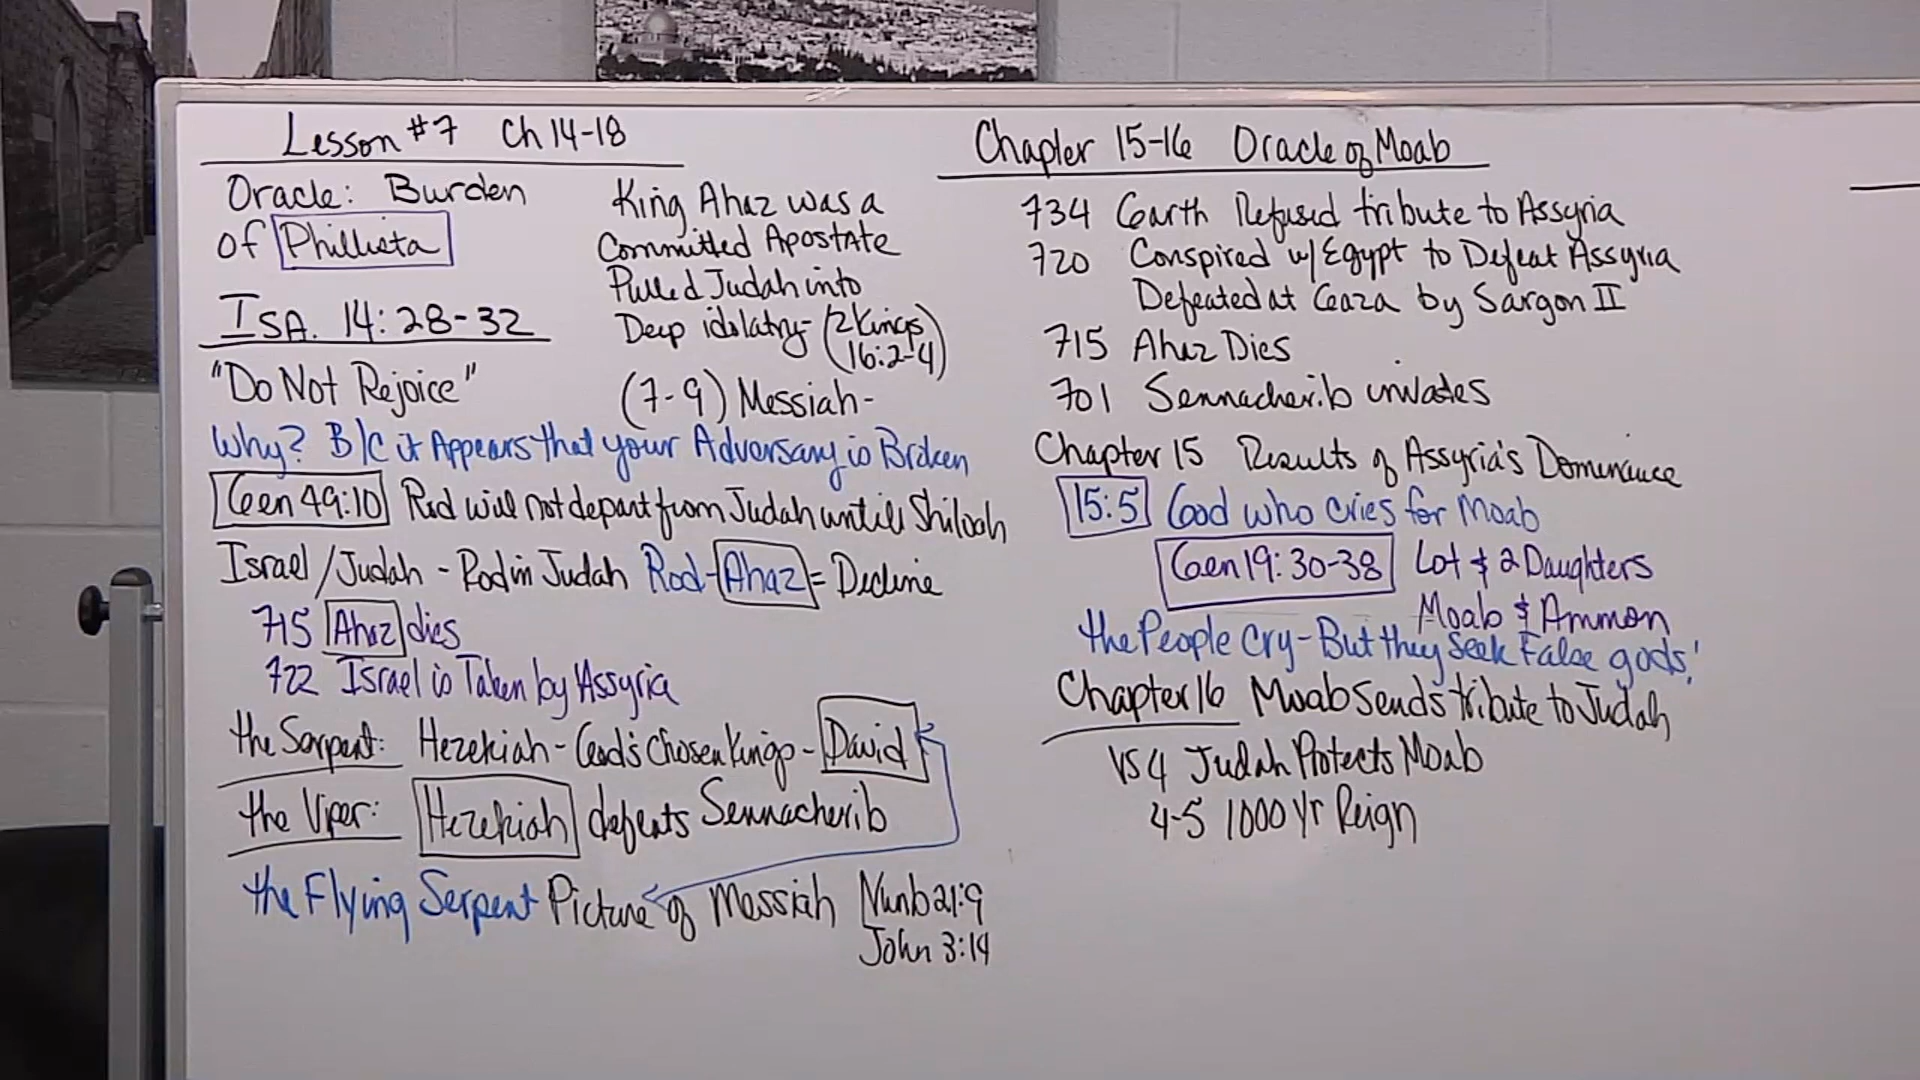 Lesson #7 Ch 14-18
Oracle: Burden
of Phillista
ISA. 14:28-32
"Do Not Rejoice"
King Ahaz was a
Committed Apostate
Pulled Judah into
Deep idolatry- (2 Kings
16:2-4)
(7-9) Messiah-
Why? B/C it Appears that your Adversary is Broken
Gen 49:10 Rod will not depart from Judah until Shiloah
Israel/Judah - Rod in Judah Rod-Ahaz = Decline
715 Ahaz dies
722 Israel is Taken by Assyria
the Serpent: Hezekiah - God's Chosen Kings - David
the Viper: Hezekiah defeats Sennacherib
the Flying Serpent Picture of Messiah Numb 21:9
John 3:14
Chapter 15-16 Oracle of Moab
734 Garth Refused tribute to Assyria
720 Conspired w/ Egypt to Defeat Assyria
Defeated at Gaza by Sargon II
715 Ahaz Dies
701 Sennacherib invades
Chapter 15 Results of Assyria's Dominance
15:5 God who cries for Moab
Gen 19:30-38 Lot & 2 Daughters
Moab & Ammon
the People Cry - But they Seek False gods!
Chapter 16 Moab sends tribute to Judah
VS 4 Judah Protects Moab
4-5 1000 yr Reign